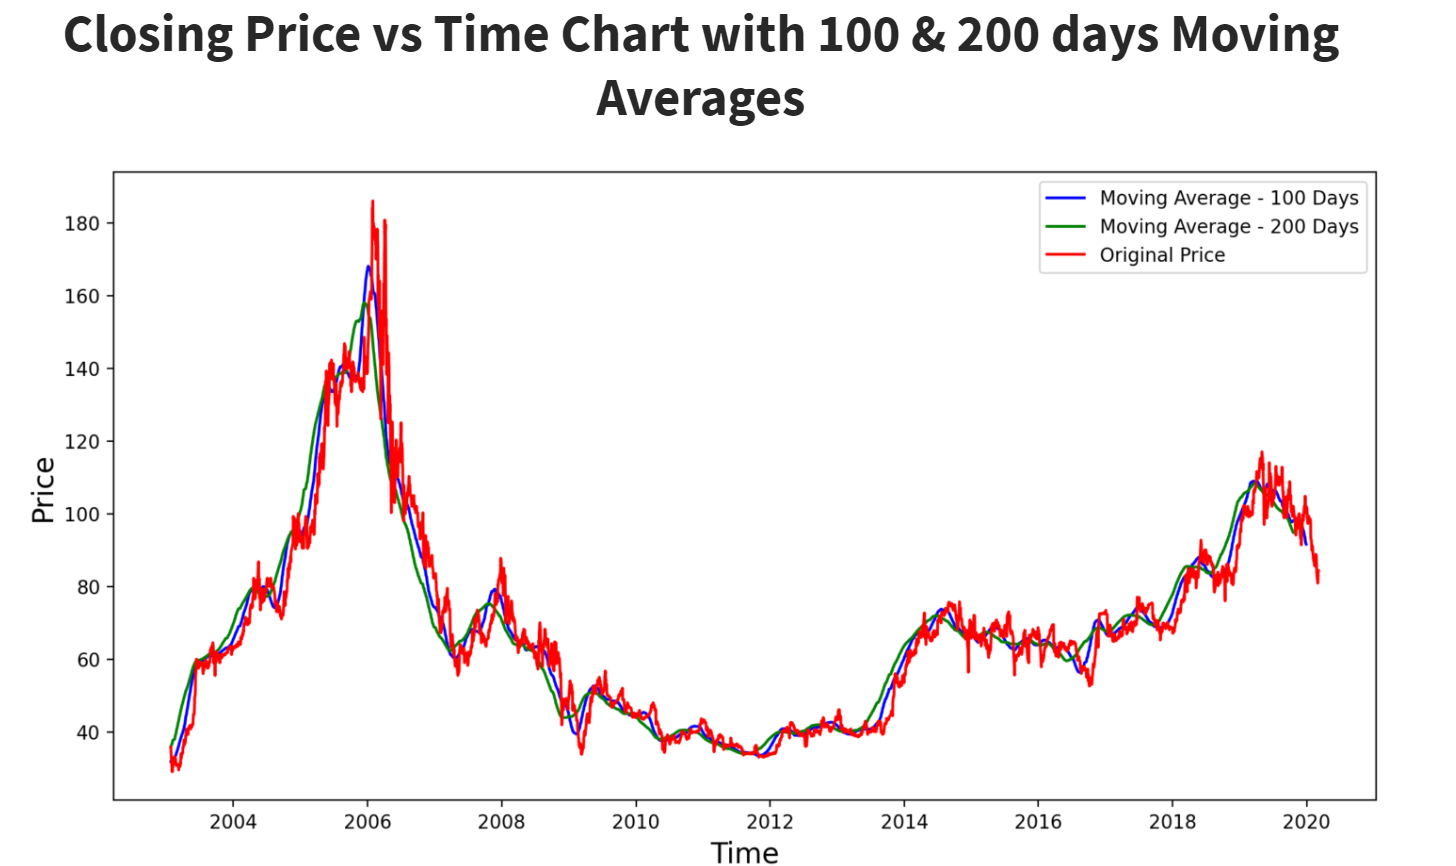 Closing Price vs Time Chart with 100 & 200 days Moving
Averages
Moving Average - 100 Days
Moving Average - 200 Days
Original Price
180
160
140
120
100
80
60
40
Price
2004
2006
2008
2010
2012
2014
2016
2018
2020
Time